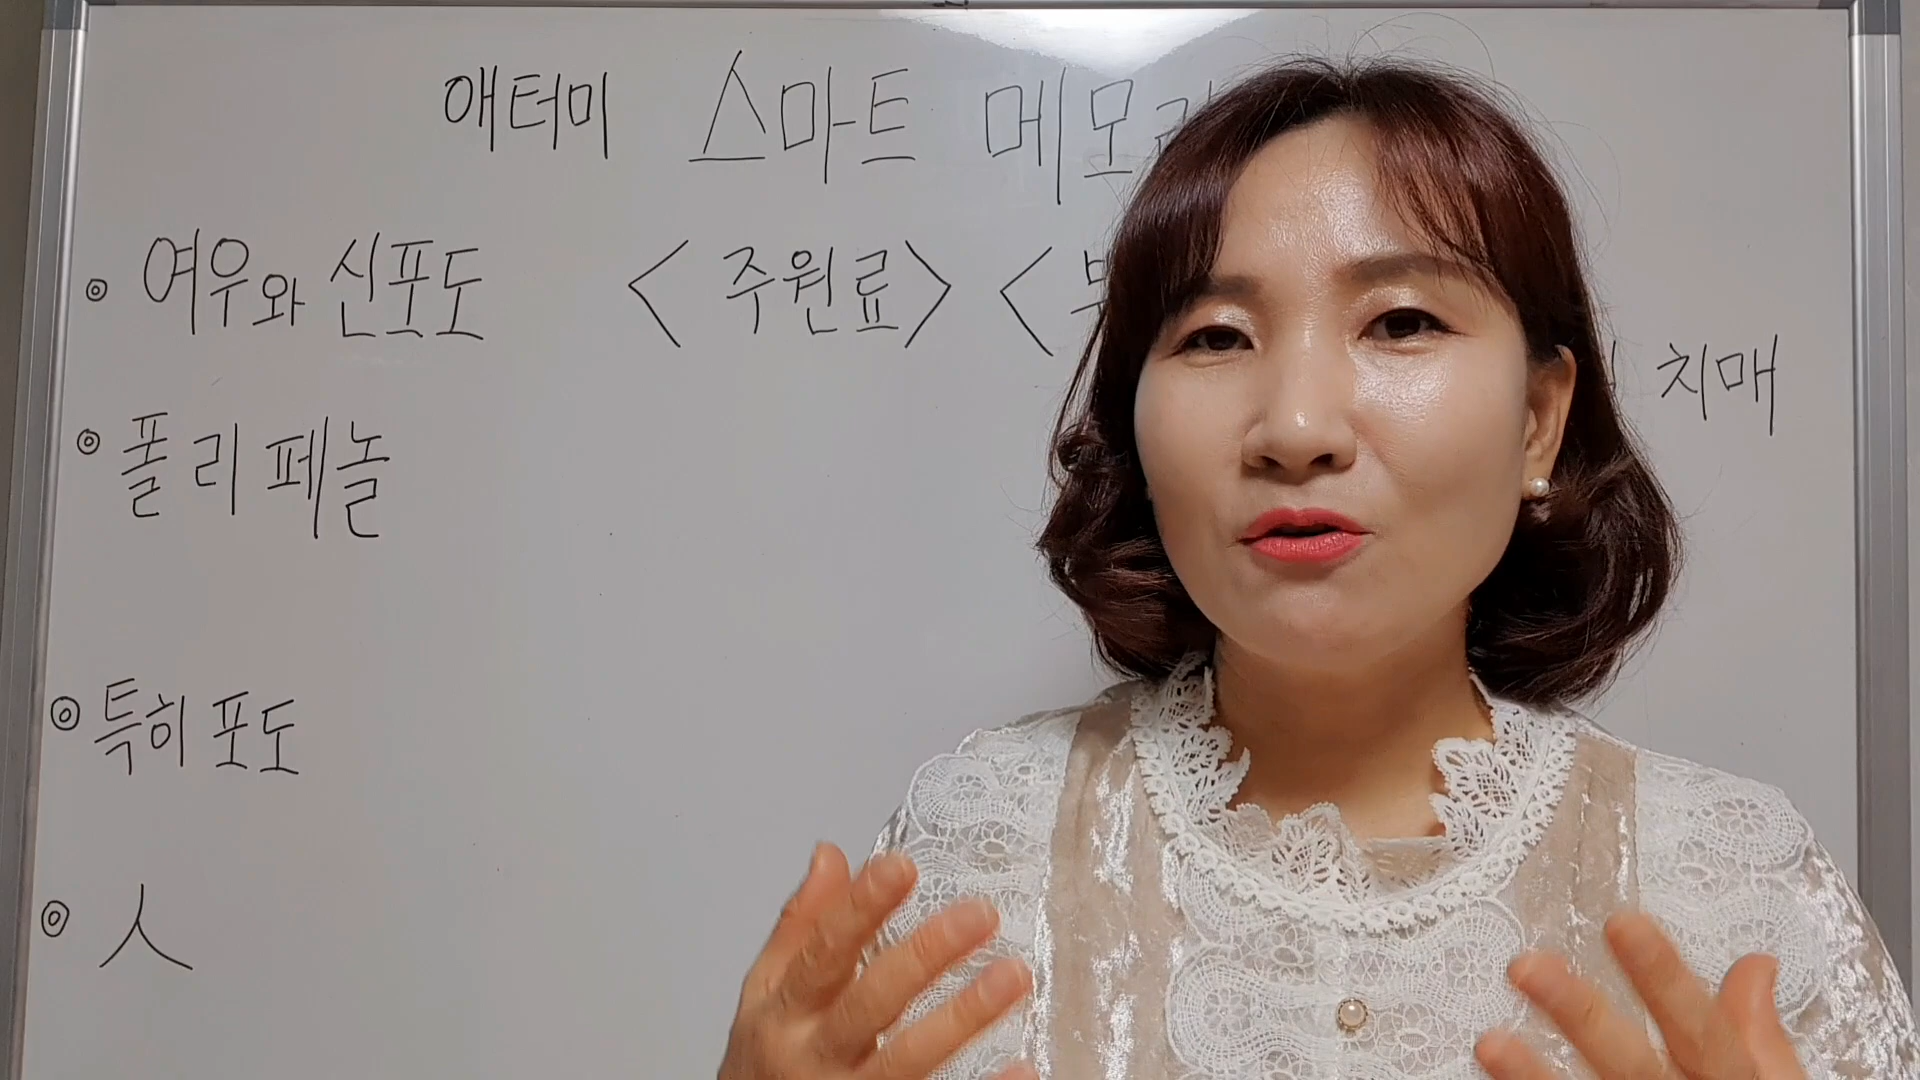 애터미 스마트 메모
여우와 신포도 <주원료> <
치매
폴리페놀
특히 포도
人